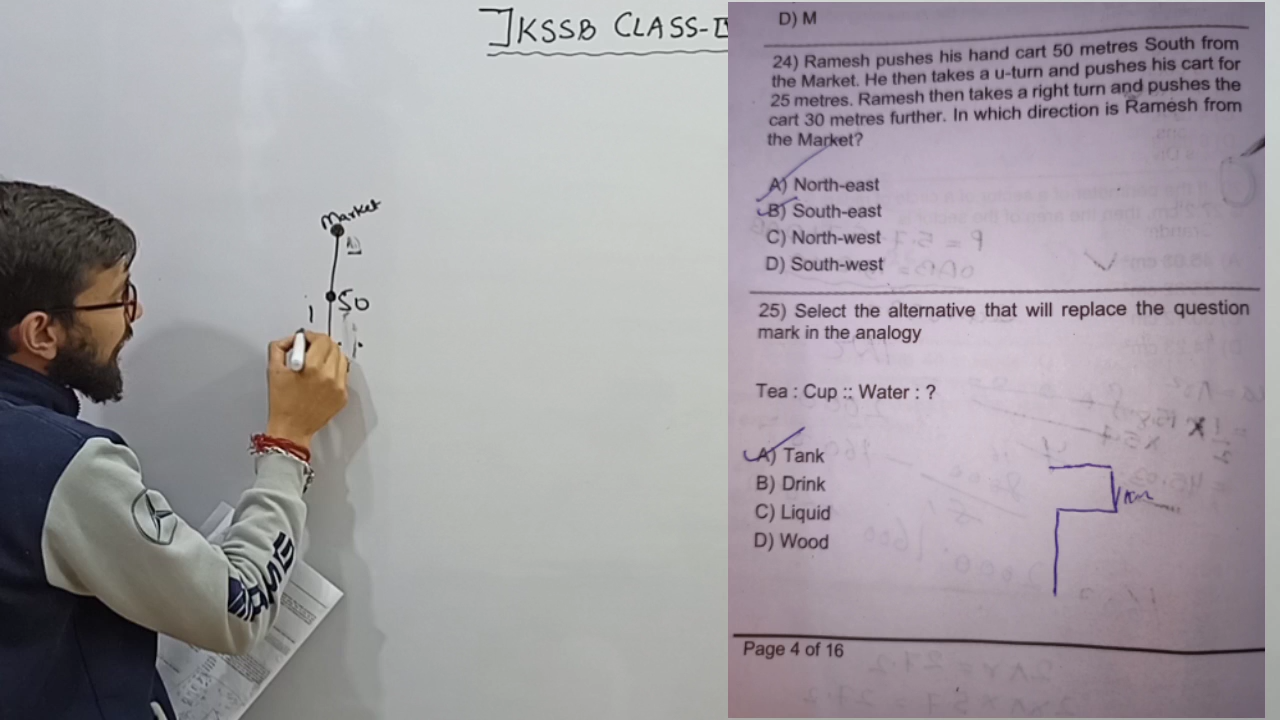 JKSSB CLASS-IV
Market
50
D) M
24) Ramesh pushes his hand cart 50 metres South from
the Market. He then takes a u-turn and pushes his cart for
25 metres. Ramesh then takes a right turn and pushes the
cart 30 metres further. In which direction is Ramesh from
the Market?
A) North-east
B) South-east
C) North-west
D) South-west
25) Select the alternative that will replace the question
mark in the analogy
Tea : Cup :: Water : ?
A) Tank
B) Drink
C) Liquid
D) Wood
Page 4 of 16